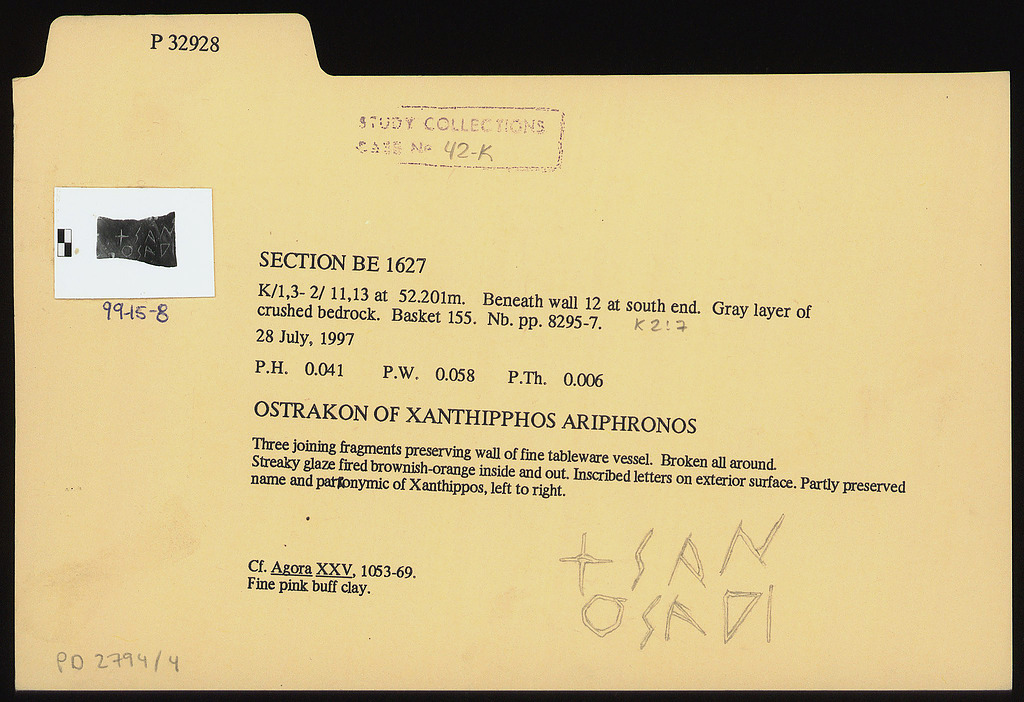 P 32928
STUDY COLLECTIONS
CASE No 42-K
99-15-8
SECTION BE 1627
K/1,3- 2/ 11,13 at 52.201m. Beneath wall 12 at south end. Gray layer of
crushed bedrock. Basket 155. Nb. pp. 8295-7. K 2:7
28 July, 1997
P.H. 0.041 P.W. 0.058 P.Th. 0.006
OSTRAKON OF XANTHIPPHOS ARIPHRONOS
Three joining fragments preserving wall of fine tableware vessel. Broken all around.
Streaky glaze fired brownish-orange inside and out. Inscribed letters on exterior surface. Partly preserved
name and patronymic of Xanthippos, left to right.
Cf. Agora XXV, 1053-69.
Fine pink buff clay.
+SAN
OSADI
PD 2794/4